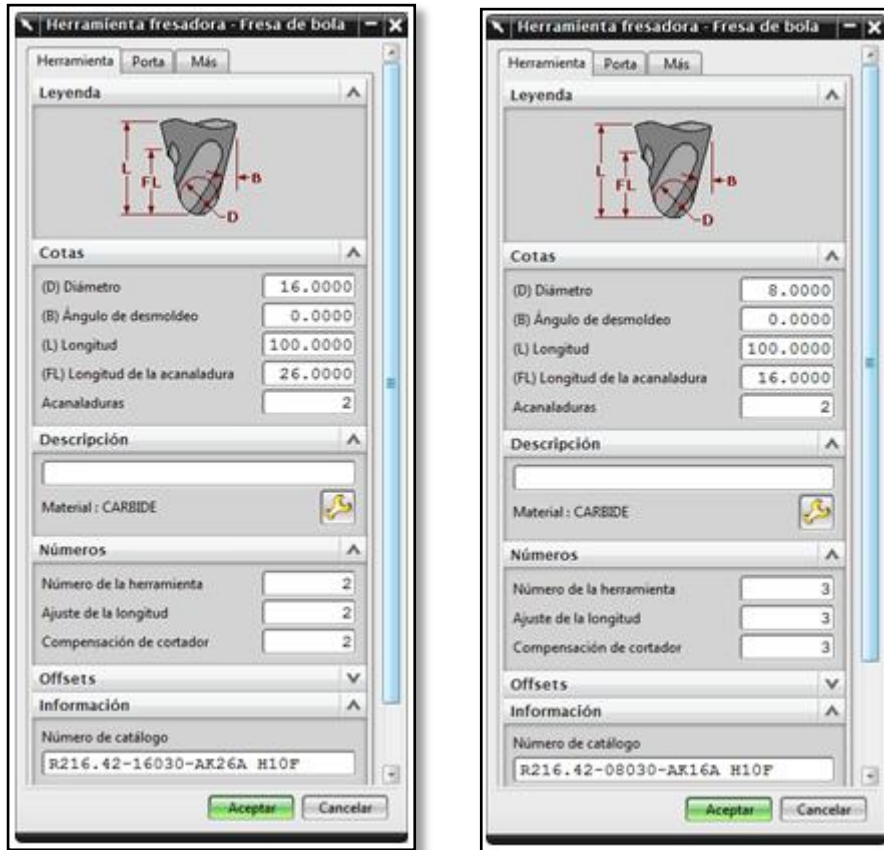 Herramienta fresadora - Fresa de bola
Herramienta Porta Más
Leyenda
L
FL
B
D
Cotas
(D) Diámetro 16.0000
(B) Ángulo de desmoldeo 0.0000
(L) Longitud 100.0000
(FL) Longitud de la acanaladura 26.0000
Acanaladuras 2
Descripción
Material : CARBIDE
Números
Número de la herramienta 2
Ajuste de la longitud 2
Compensación de cortador 2
Offsets
Información
Número de catálogo
R216.42-16030-AK26A H10F
Aceptar Cancelar
Herramienta fresadora - Fresa de bola
Herramienta Porta Más
Leyenda
L
FL
B
D
Cotas
(D) Diámetro 8.0000
(B) Ángulo de desmoldeo 0.0000
(L) Longitud 100.0000
(FL) Longitud de la acanaladura 16.0000
Acanaladuras 2
Descripción
Material : CARBIDE
Números
Número de la herramienta 3
Ajuste de la longitud 3
Compensación de cortador 3
Offsets
Información
Número de catálogo
R216.42-08030-AK16A H10F
Aceptar Cancelar